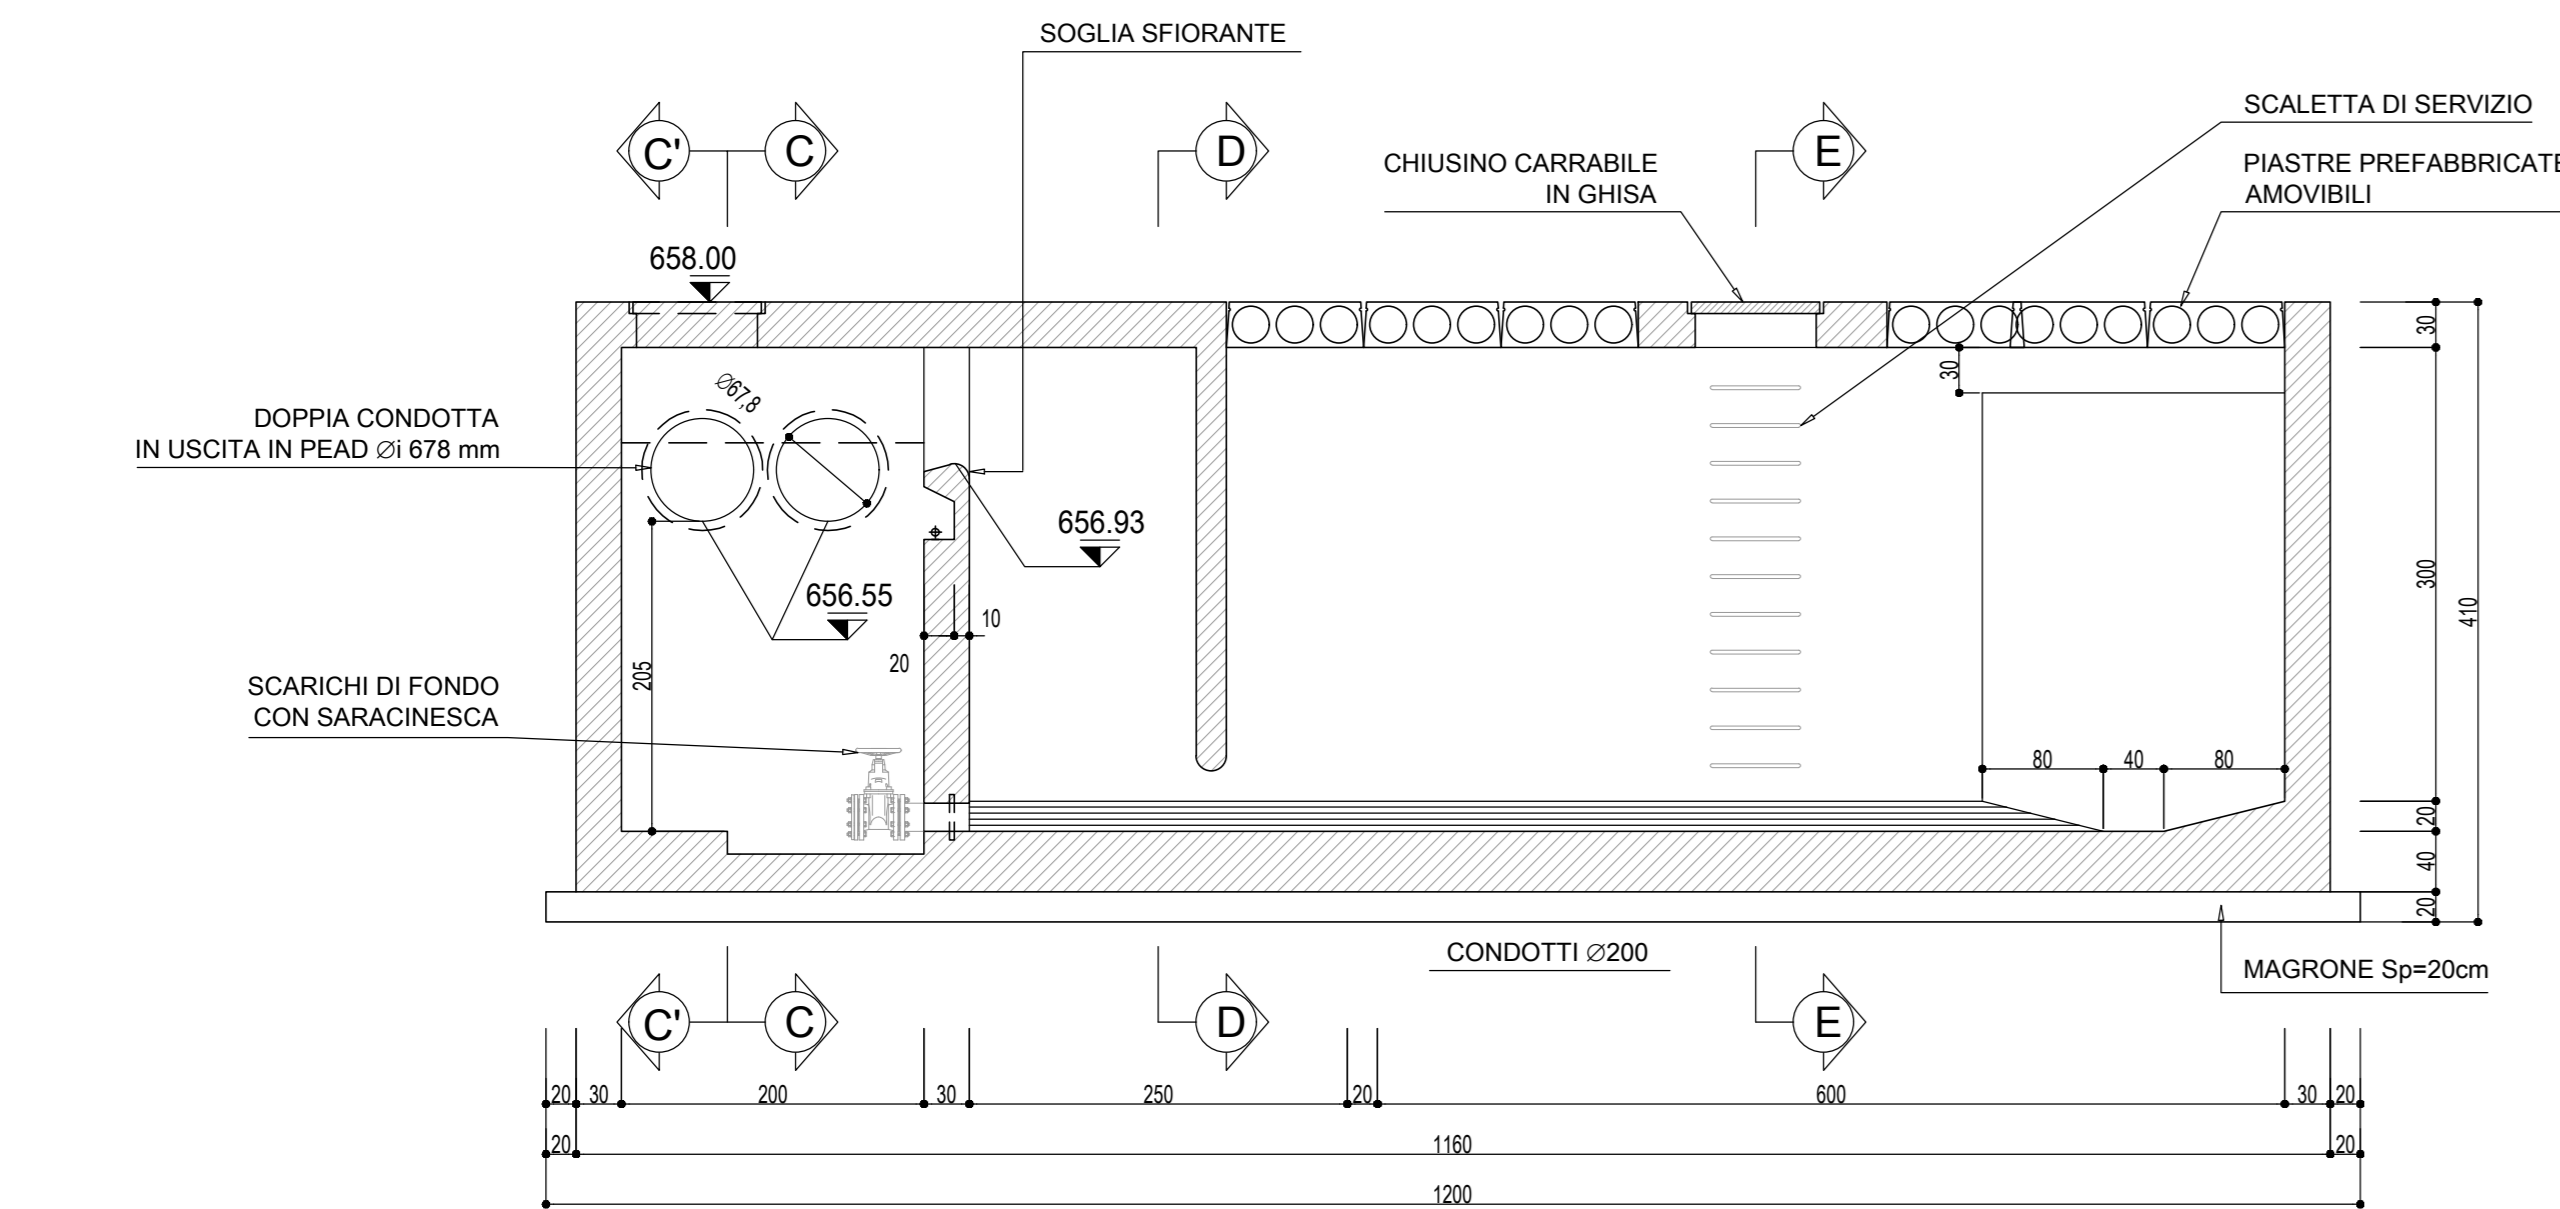 SOGLIA SFIORANTE
SCALETTA DI SERVIZIO
C'
C
D
E
CHIUSINO CARRABILE
IN GHISA
PIASTRE PREFABBRICATE
AMOVIBILI
658.00
30
30
Ø67,8
DOPPIA CONDOTTA
IN USCITA IN PEAD Øi 678 mm
656.93
656.55
300
410
10
20
205
SCARICHI DI FONDO
CON SARACINESCA
80
40
80
20
40
20
CONDOTTI Ø200
MAGRONE Sp=20cm
C'
C
D
E
20 30 200 30 250 20 600 30 20
20 1160 20
1200